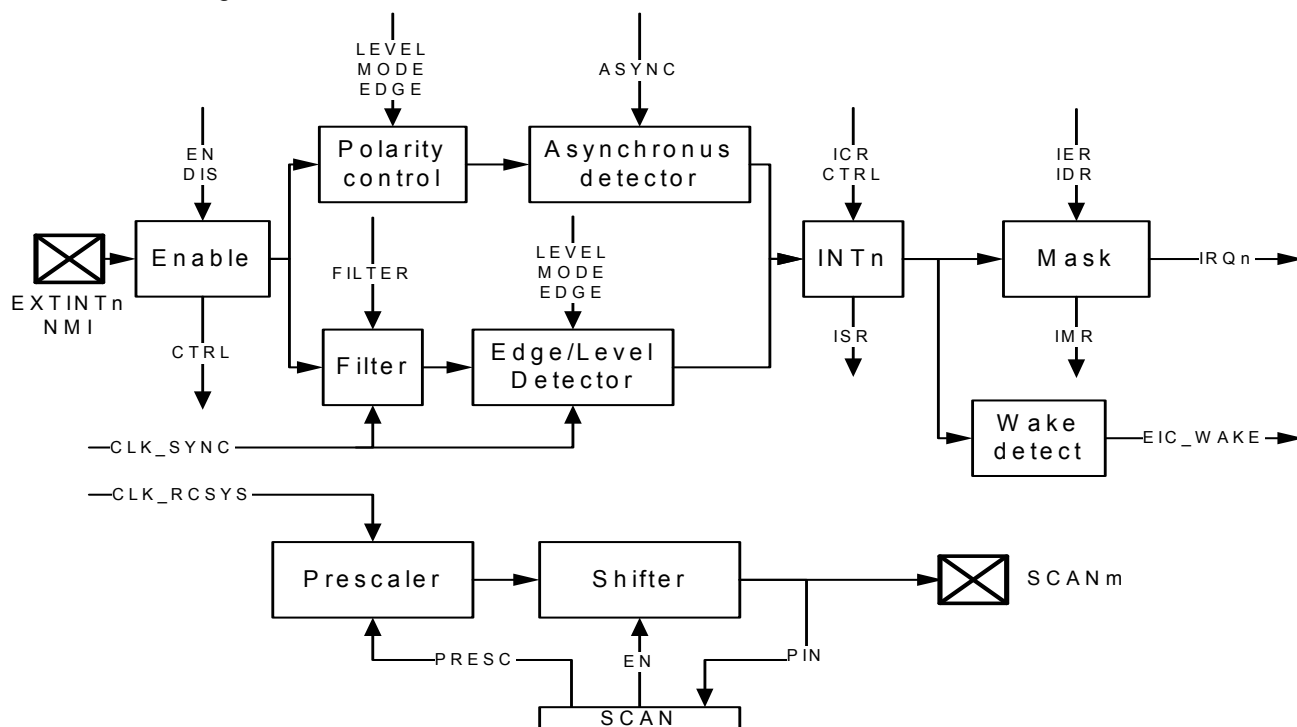 LEVEL
MODE
EDGE
ASYNC
EN
DIS
Polarity
control
Asynchronus
detector
ICR
CTRL
IER
IDR
EXTINTn
NMI
Enable
FILTER
LEVEL
MODE
EDGE
INTn
Mask
IRQn
CTRL
Filter
Edge/Level
Detector
ISR
IMR
CLK_SYNC
Wake
detect
EIC_WAKE
CLK_RCSYS
Prescaler
Shifter
SCANm
PRESC
EN
PIN
SCAN